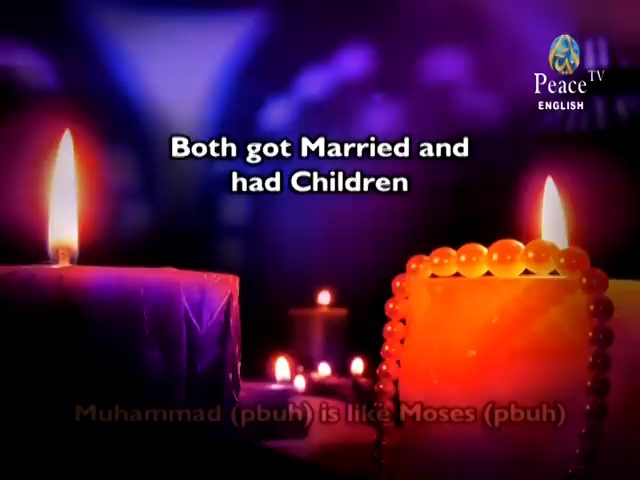 Peace TV
ENGLISH
Both got Married and
had Children
Muhammad (pbuh) is like Moses (pbuh)